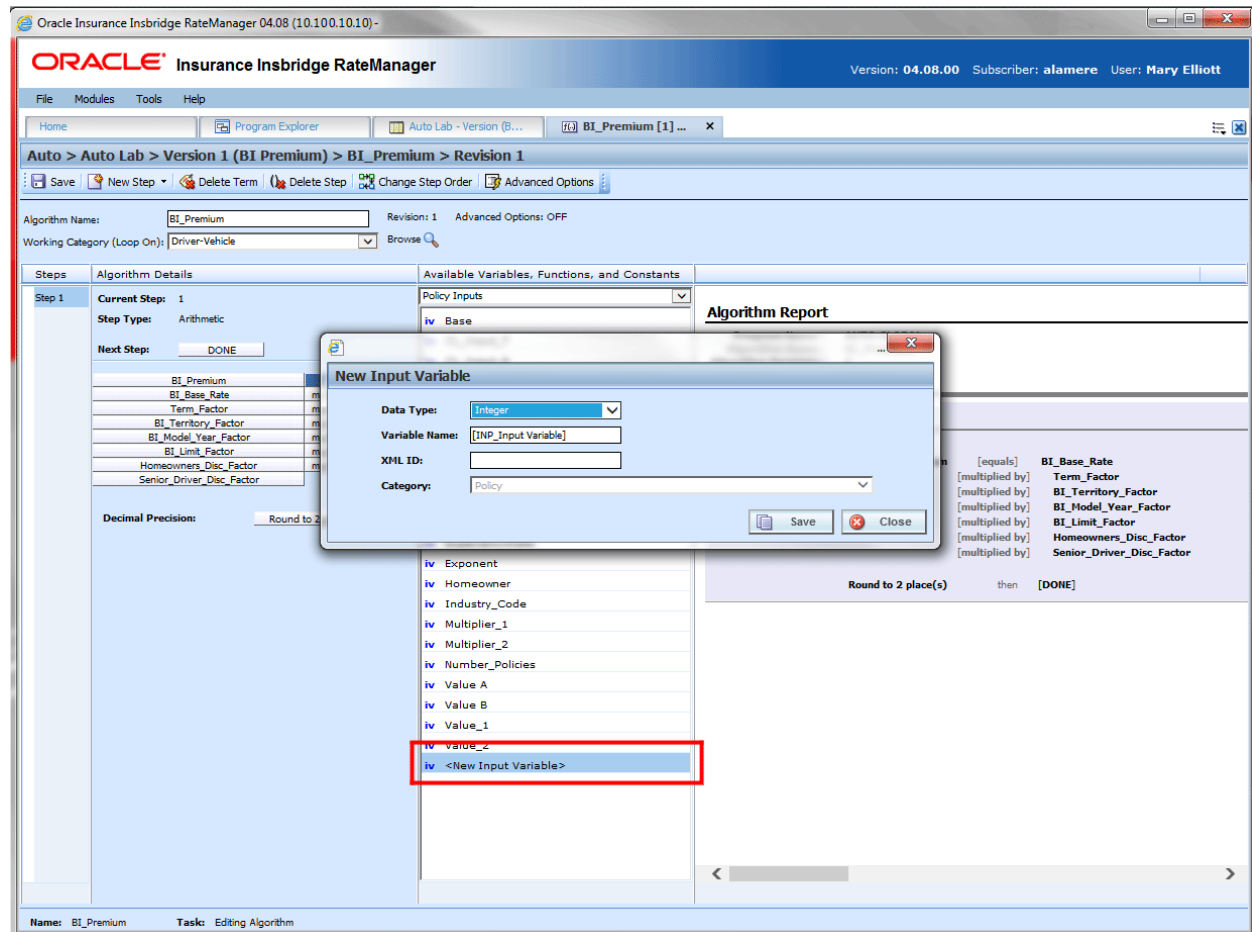 Oracle Insurance Insbridge RateManager 04.08 (10.100.10.10) -
ORACLE Insurance Insbridge RateManager
Version: 04.08.00 Subscriber: alamere User: Mary Elliott
File Modules Tools Help
Home Program Explorer Auto Lab - Version (B... f(x) BI_Premium [1] ... X
Auto > Auto Lab > Version 1 (BI Premium) > BI_Premium > Revision 1
Save New Step Delete Term Delete Step Change Step Order Advanced Options
Algorithm Name: BI_Premium Revision: 1 Advanced Options: OFF
Working Category (Loop On): Driver-Vehicle Browse
Steps Algorithm Details Available Variables, Functions, and Constants
Step 1 Current Step: 1 Policy Inputs
Step Type: Arithmetic iv Base Algorithm Report
Next Step: DONE
New Input Variable
Data Type: Integer
Variable Name: [INP_Input Variable]
XML ID:
Category: Policy
Save Close
BI_Premium
BI_Base_Rate m
Term_Factor m
BI_Territory_Factor m
BI_Model_Year_Factor m
BI_Limit_Factor m
Homeowners_Disc_Factor m
Senior_Driver_Disc_Factor
Decimal Precision: Round to 2
[equals] BI_Base_Rate
[multiplied by] Term_Factor
[multiplied by] BI_Territory_Factor
[multiplied by] BI_Model_Year_Factor
[multiplied by] BI_Limit_Factor
[multiplied by] Homeowners_Disc_Factor
[multiplied by] Senior_Driver_Disc_Factor
Round to 2 place(s) then [DONE]
iv Exponent
iv Homeowner
iv Industry_Code
iv Multiplier_1
iv Multiplier_2
iv Number_Policies
iv Value A
iv Value B
iv Value_1
iv Value_2
iv <New Input Variable>
Name: BI_Premium Task: Editing Algorithm